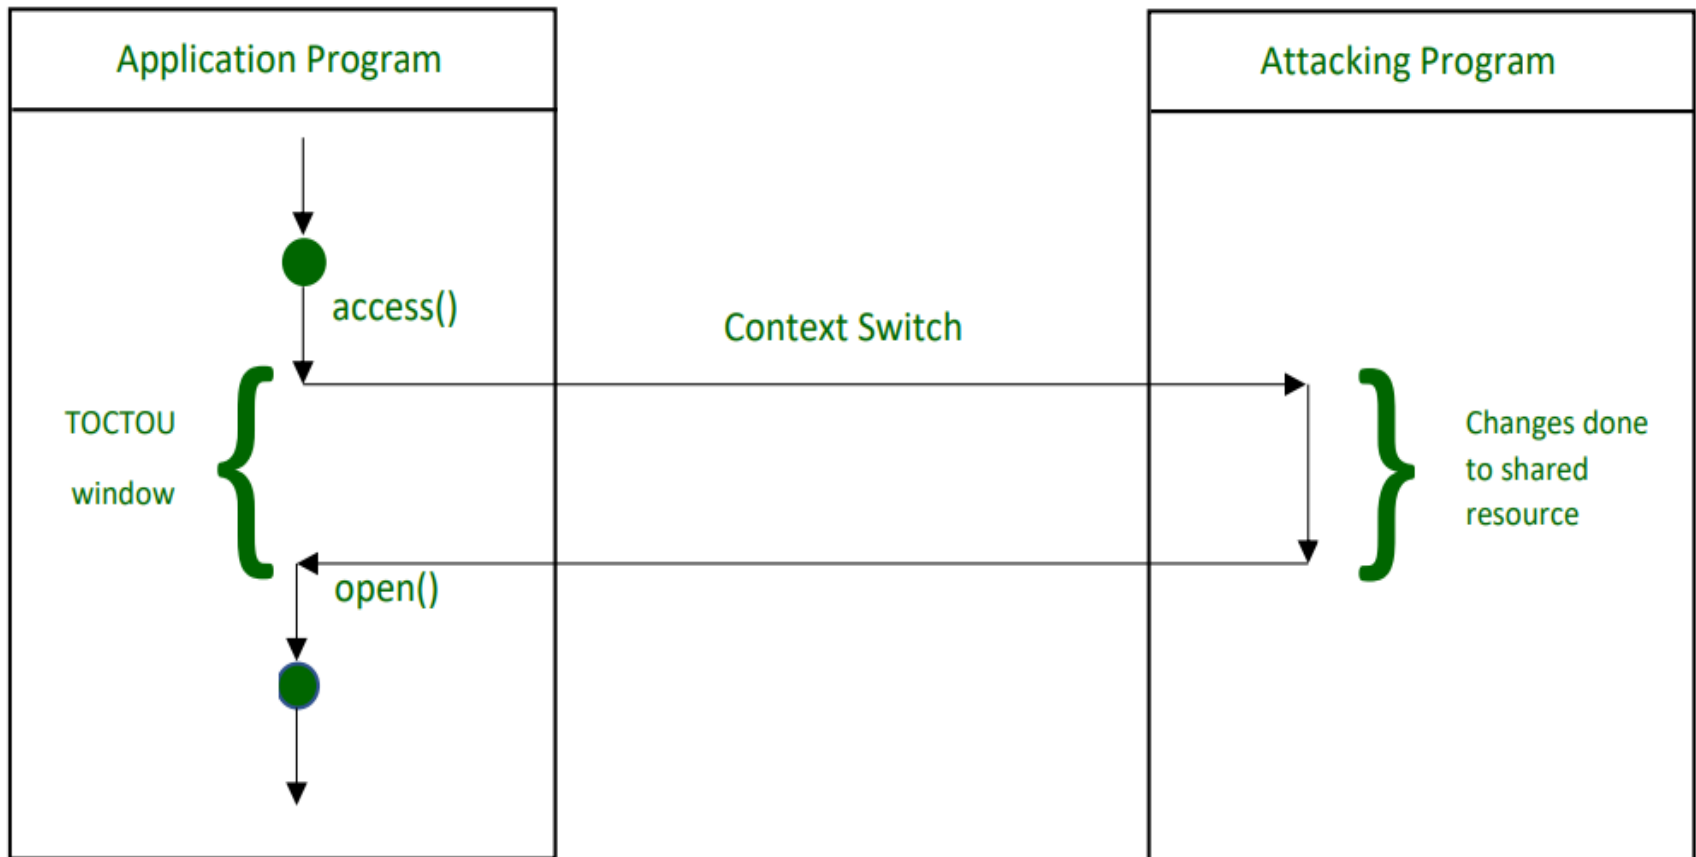 Application Program
Attacking Program
access()
Context Switch
TOCTOU
window
Changes done
to shared
resource
open()